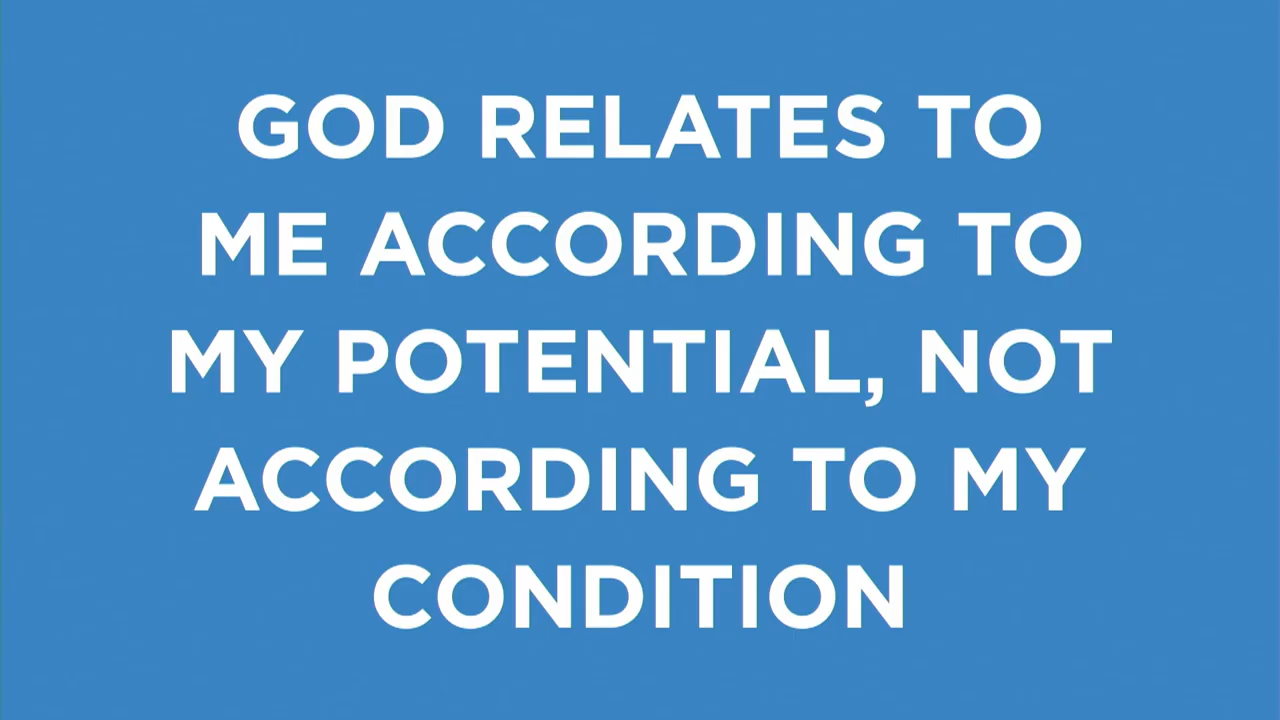 GOD RELATES TO
ME ACCORDING TO
MY POTENTIAL, NOT
ACCORDING TO MY
CONDITION